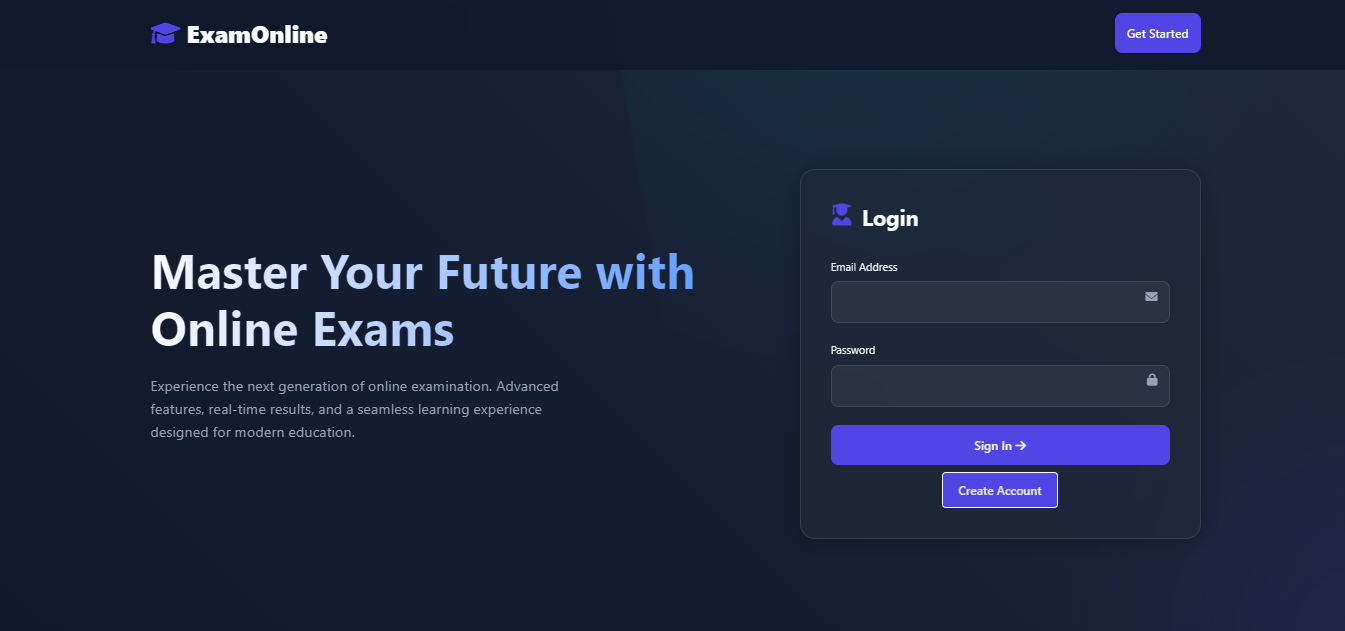 ExamOnline
Get Started
Master Your Future with
Online Exams
Experience the next generation of online examination. Advanced
features, real-time results, and a seamless learning experience
designed for modern education.
Login
Email Address
Password
Sign In
Create Account